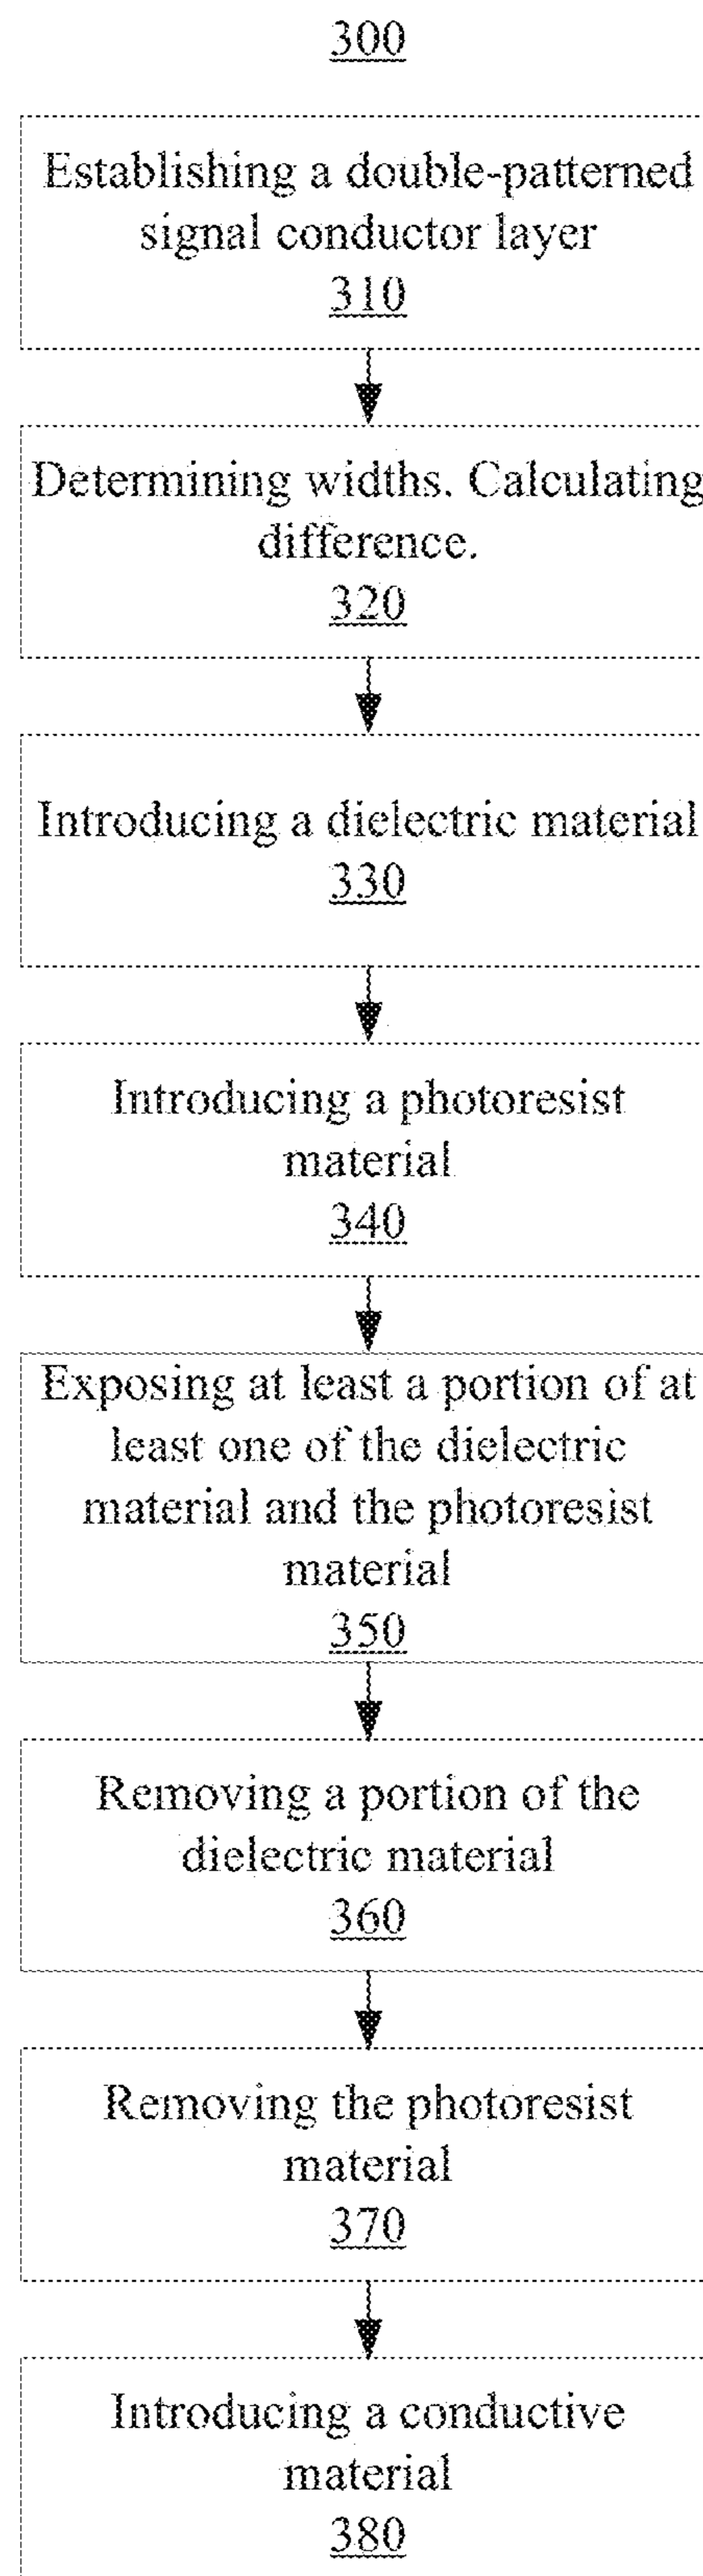 300
Establishing a double-patterned
signal conductor layer
310
Determining widths. Calculating
difference.
320
Introducing a dielectric material
330
Introducing a photoresist
material
340
Exposing at least a portion of at
least one of the dielectric
material and the photoresist
material
350
Removing a portion of the
dielectric material
360
Removing the photoresist
material
370
Introducing a conductive
material
380